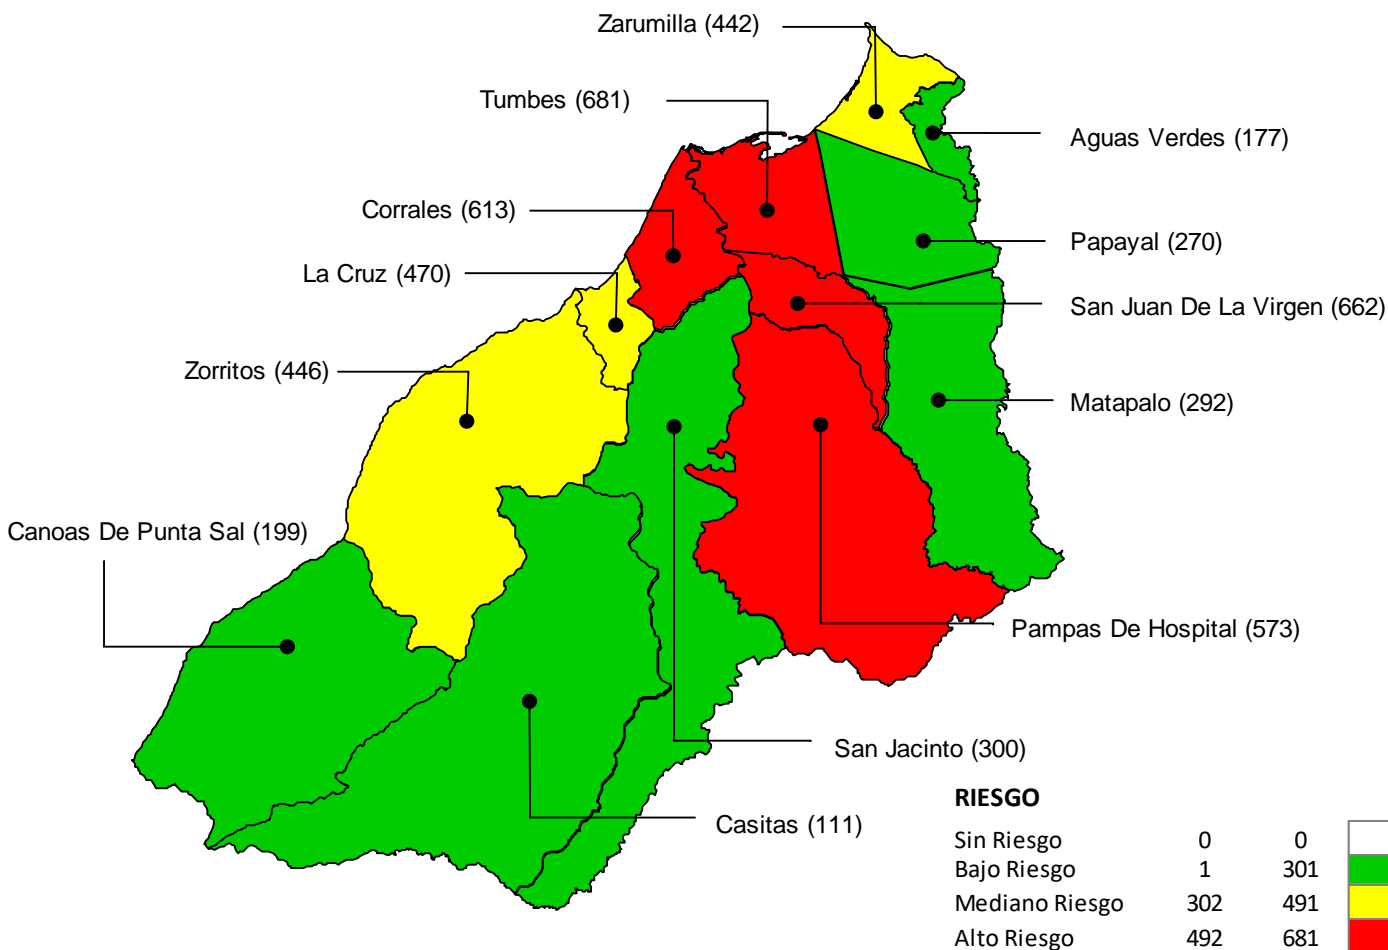 Zarumilla (442)
Tumbes (681)
Aguas Verdes (177)
Corrales (613)
Papayal (270)
La Cruz (470)
San Juan De La Virgen (662)
Zorritos (446)
Matapalo (292)
Canoas De Punta Sal (199)
Pampas De Hospital (573)
San Jacinto (300)
Casitas (111)
RIESGO
Sin Riesgo 0 0
Bajo Riesgo 1 301
Mediano Riesgo 302 491
Alto Riesgo 492 681